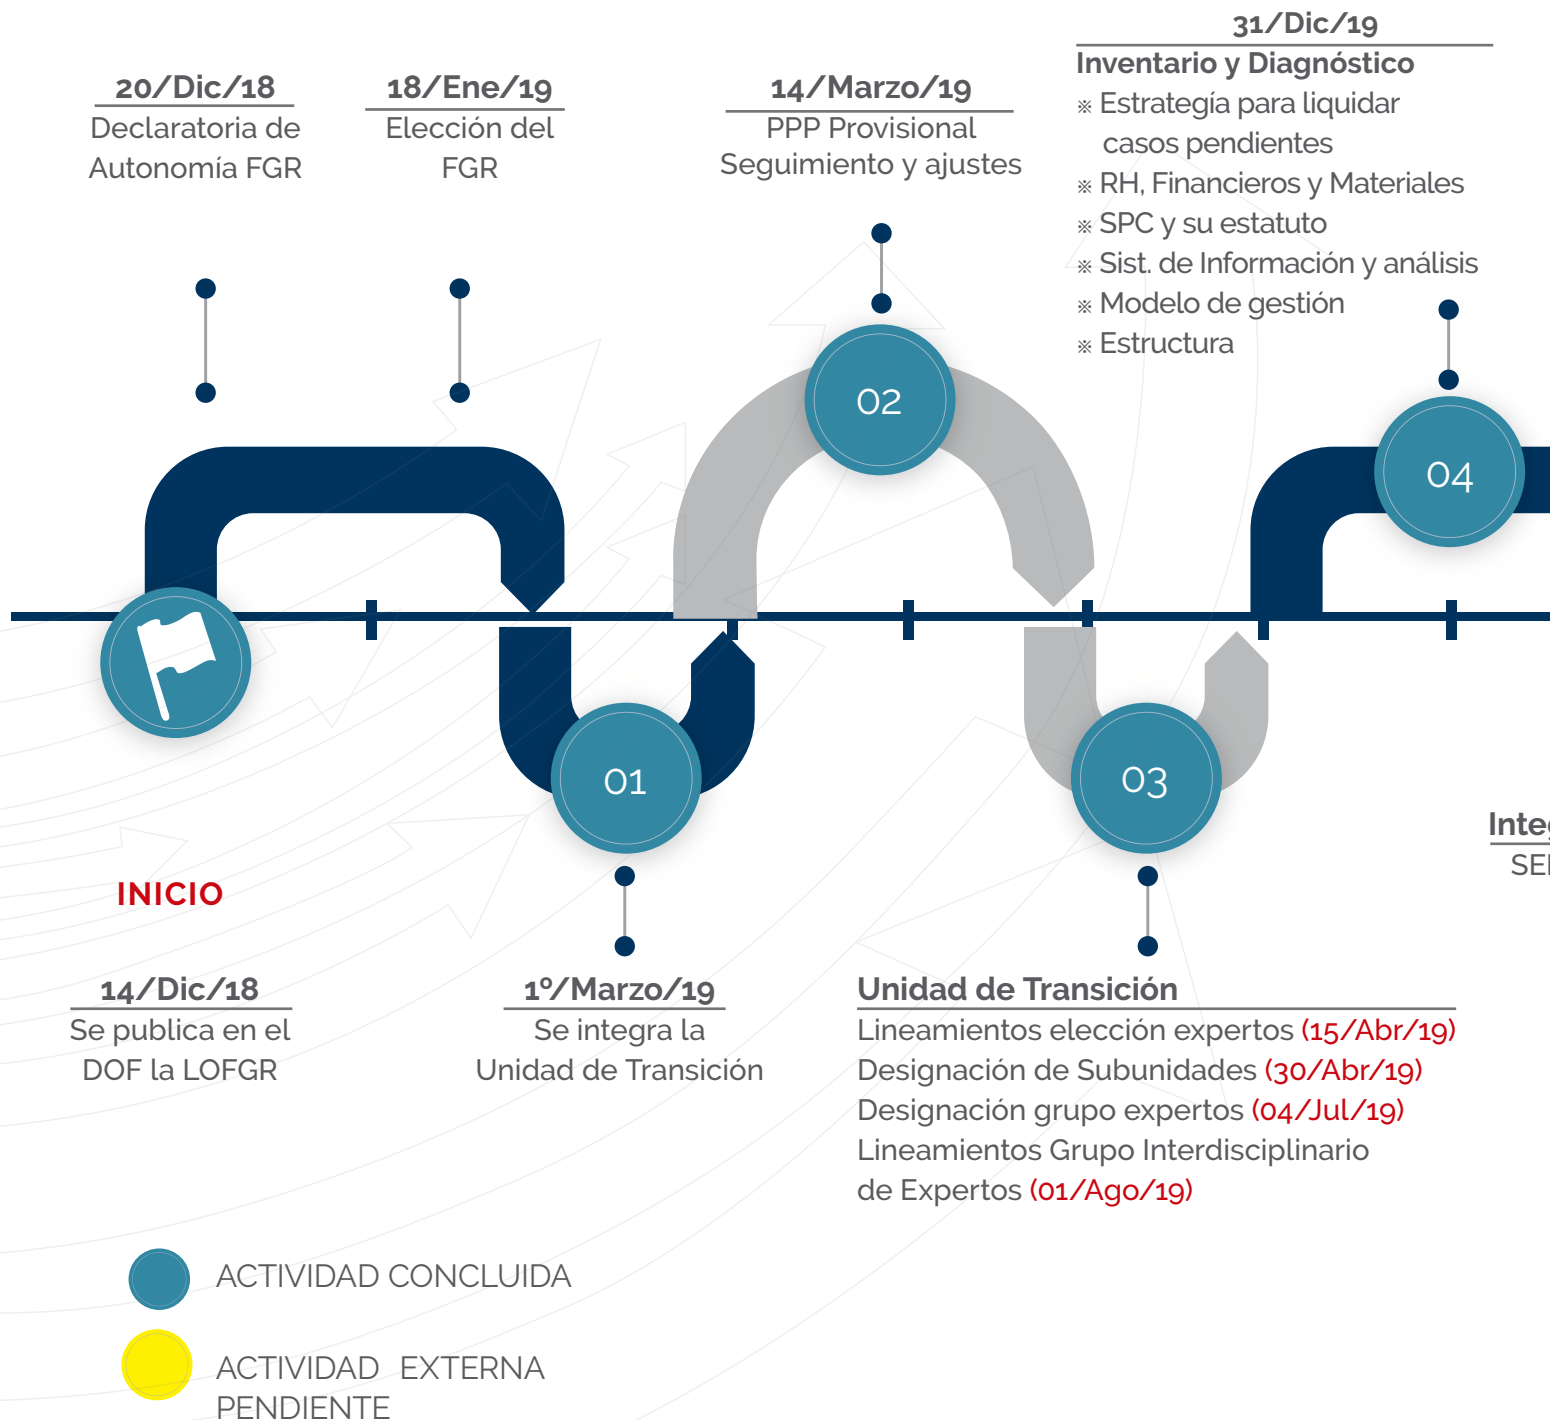 20/Dic/18
Declaratoria de
Autonomía FGR
18/Ene/19
Elección del
FGR
14/Marzo/19
PPP Provisional
Seguimiento y ajustes
31/Dic/19
Inventario y Diagnóstico
※ Estrategía para liquidar
casos pendientes
※ RH, Financieros y Materiales
※ SPC y su estatuto
※ Sist. de Información y análisis
※ Modelo de gestión
※ Estructura
02
04
01
03
INICIO
14/Dic/18
Se publica en el
DOF la LOFGR
1º/Marzo/19
Se integra la
Unidad de Transición
Unidad de Transición
Lineamientos elección expertos (15/Abr/19)
Designación de Subunidades (30/Abr/19)
Designación grupo expertos (04/Jul/19)
Lineamientos Grupo Interdisciplinario
de Expertos (01/Ago/19)
ACTIVIDAD CONCLUIDA
ACTIVIDAD EXTERNA
PENDIENTE